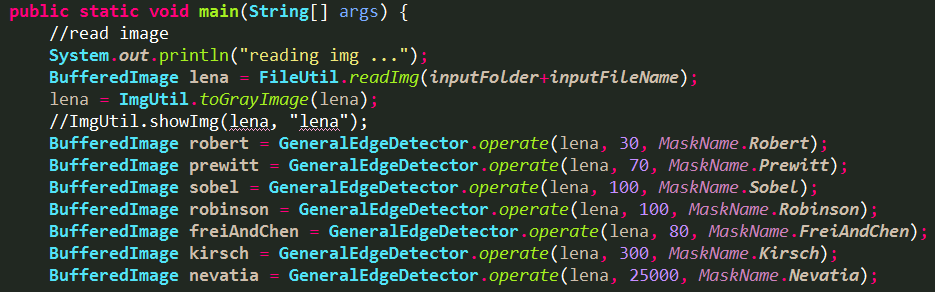 public static void main(String[] args) {
//read image
System.out.println("reading img ...");
BufferedImage lena = FileUtil.readImg(inputFolder+inputFileName);
lena = ImgUtil.toGrayImage(lena);
//ImgUtil.showImg(lena, "lena");
BufferedImage robert = GeneralEdgeDetector.operate(lena, 30, MaskName.Robert);
BufferedImage prewitt = GeneralEdgeDetector.operate(lena, 70, MaskName.Prewitt);
BufferedImage sobel = GeneralEdgeDetector.operate(lena, 100, MaskName.Sobel);
BufferedImage robinson = GeneralEdgeDetector.operate(lena, 100, MaskName.Robinson);
BufferedImage freiAndChen = GeneralEdgeDetector.operate(lena, 80, MaskName.FreiAndChen);
BufferedImage kirsch = GeneralEdgeDetector.operate(lena, 300, MaskName.Kirsch);
BufferedImage nevatia = GeneralEdgeDetector.operate(lena, 25000, MaskName.Nevatia);